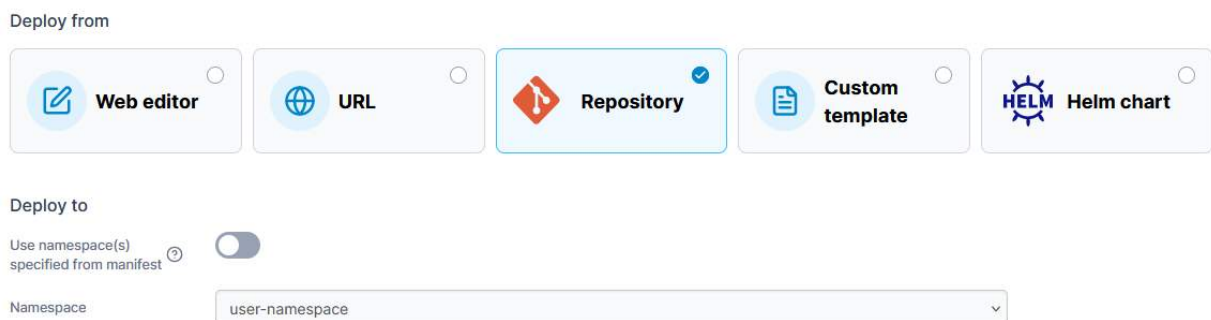 Deploy from
Web editor
URL
Repository
Custom
template
HELM
Helm chart
Deploy to
Use namespace(s)
specified from manifest ?
Namespace
user-namespace